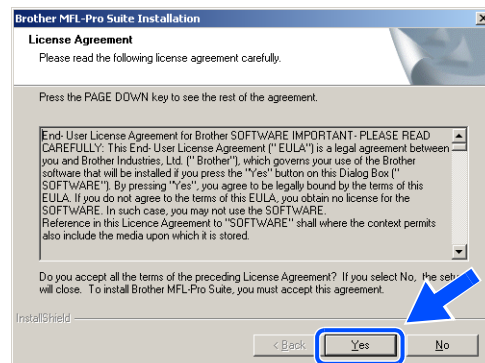 Brother MFL-Pro Suite Installation
License Agreement
Please read the following license agreement carefully.
Press the PAGE DOWN key to see the rest of the agreement.
End- User License Agreement for Brother SOFTWARE IMPORTANT- PLEASE READ
CAREFULLY: This End- User License Agreement (" EULA") is a legal agreement between
you and Brother Industries, Ltd. (" Brother"), which governs your use of the Brother
software that will be installed if you press the "Yes" button on this Dialog Box ("
SOFTWARE"). By pressing "Yes", you agree to be legally bound by the terms of this
EULA. If you do not agree to the terms of this EULA, you obtain no license for the
SOFTWARE. In such case, you may not use the SOFTWARE.
Reference in this Licence Agreement to "SOFTWARE" shall where the context permits
also include the media upon which it is stored.
Do you accept all the terms of the preceding License Agreement? If you select No, the
will close. To install Brother MFL-Pro Suite, you must accept this agreement.
InstallShield
< Back Yes No